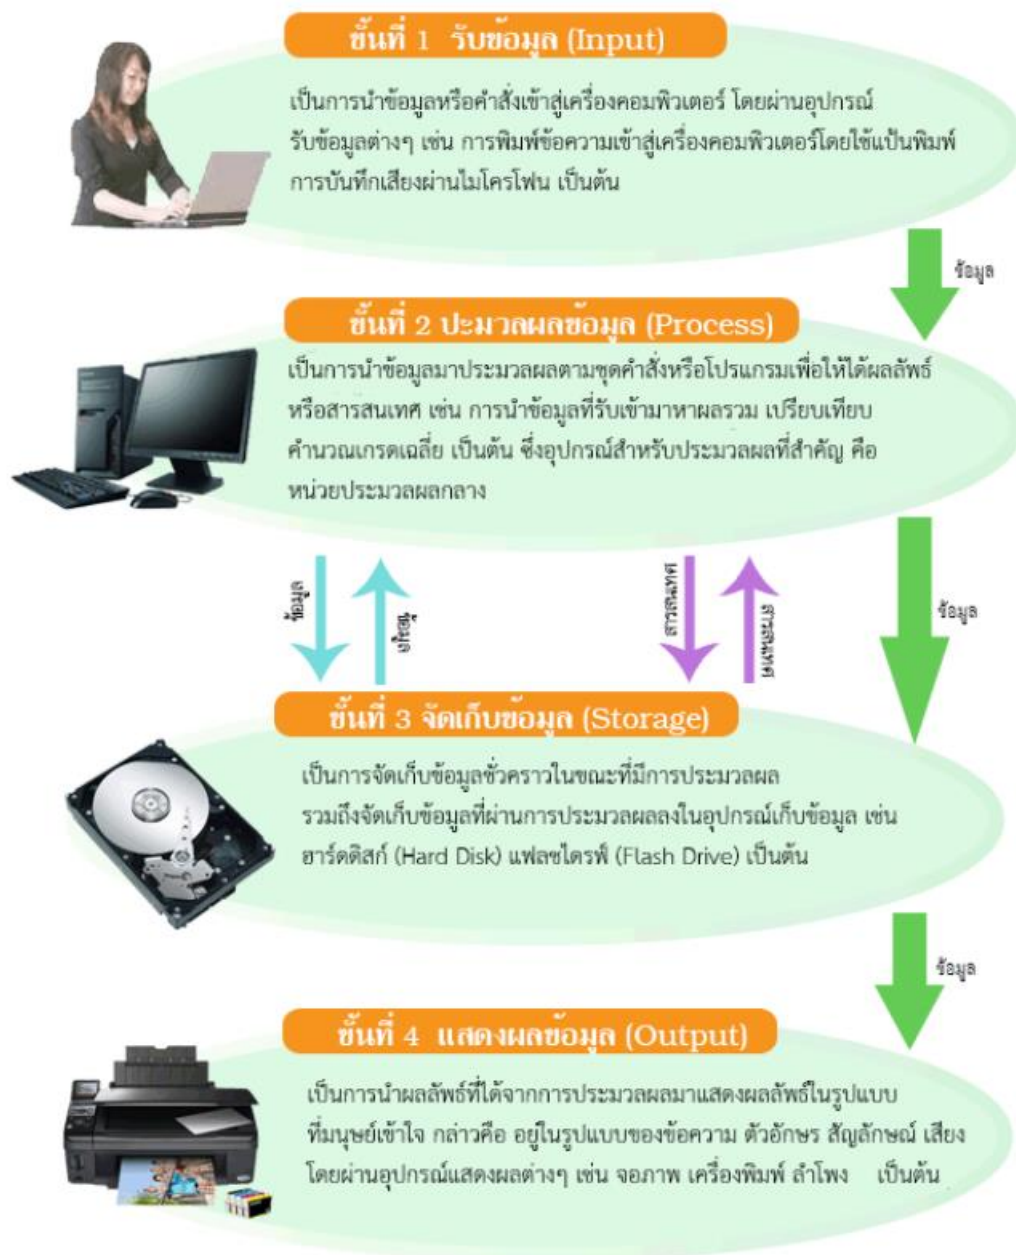 ขั้นที่ 1 รับข้อมูล (Input)
เป็นการนำข้อมูลหรือคำสั่งเข้าสู่เครื่องคอมพิวเตอร์ โดยผ่านอุปกรณ์
รับข้อมูลต่างๆ เช่น การพิมพ์ข้อความเข้าสู่เครื่องคอมพิวเตอร์โดยใช้แป้นพิมพ์
การบันทึกเสียงผ่านไมโครโฟน เป็นต้น
ข้อมูล
ขั้นที่ 2 ปะมวลผลข้อมูล (Process)
เป็นการนำข้อมูลมาประมวลผลตามชุดคำสั่งหรือโปรแกรมเพื่อให้ได้ผลลัพธ์
หรือสารสนเทศ เช่น การนำข้อมูลที่รับเข้ามาหาผลรวม เปรียบเทียบ
คำนวณเกรดเฉลี่ย เป็นต้น ซึ่งอุปกรณ์สำหรับประมวลผลที่สำคัญ คือ
หน่วยประมวลผลกลาง
ข้อมูล
ข้อมูล
สารสนเทศ
สารสนเทศ
ข้อมูล
ขั้นที่ 3 จัดเก็บข้อมูล (Storage)
เป็นการจัดเก็บข้อมูลชั่วคราวในขณะที่มีการประมวลผล
รวมถึงจัดเก็บข้อมูลที่ผ่านการประมวลผลลงในอุปกรณ์เก็บข้อมูล เช่น
ฮาร์ดดิสก์ (Hard Disk) แฟลชไดรฟ์ (Flash Drive) เป็นต้น
ข้อมูล
ขั้นที่ 4 แสดงผลข้อมูล (Output)
เป็นการนำผลลัพธ์ที่ได้จากการประมวลผลมาแสดงผลลัพธ์ในรูปแบบ
ที่มนุษย์เข้าใจ กล่าวคือ อยู่ในรูปแบบของข้อความ ตัวอักษร สัญลักษณ์ เสียง
โดยผ่านอุปกรณ์แสดงผลต่างๆ เช่น จอภาพ เครื่องพิมพ์ ลำโพง เป็นต้น